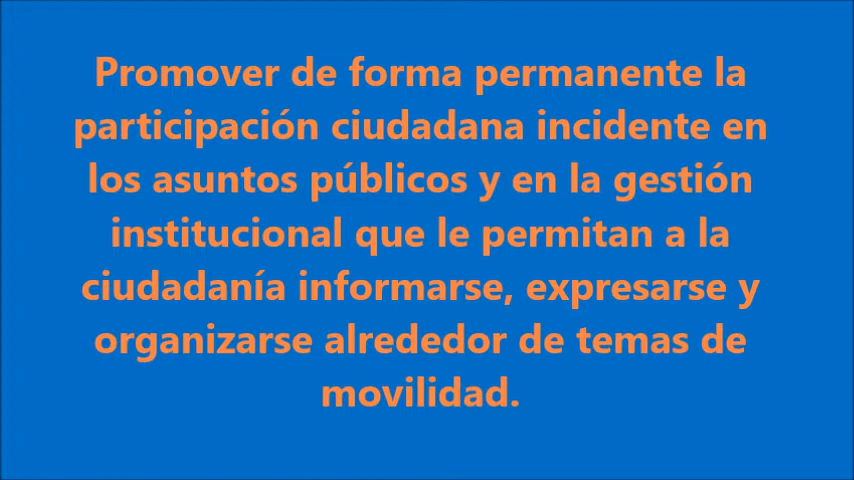 Promover de forma permanente la
participación ciudadana incidente en
los asuntos públicos y en la gestión
institucional que le permitan a la
ciudadanía informarse, expresarse y
organizarse alrededor de temas de
movilidad.